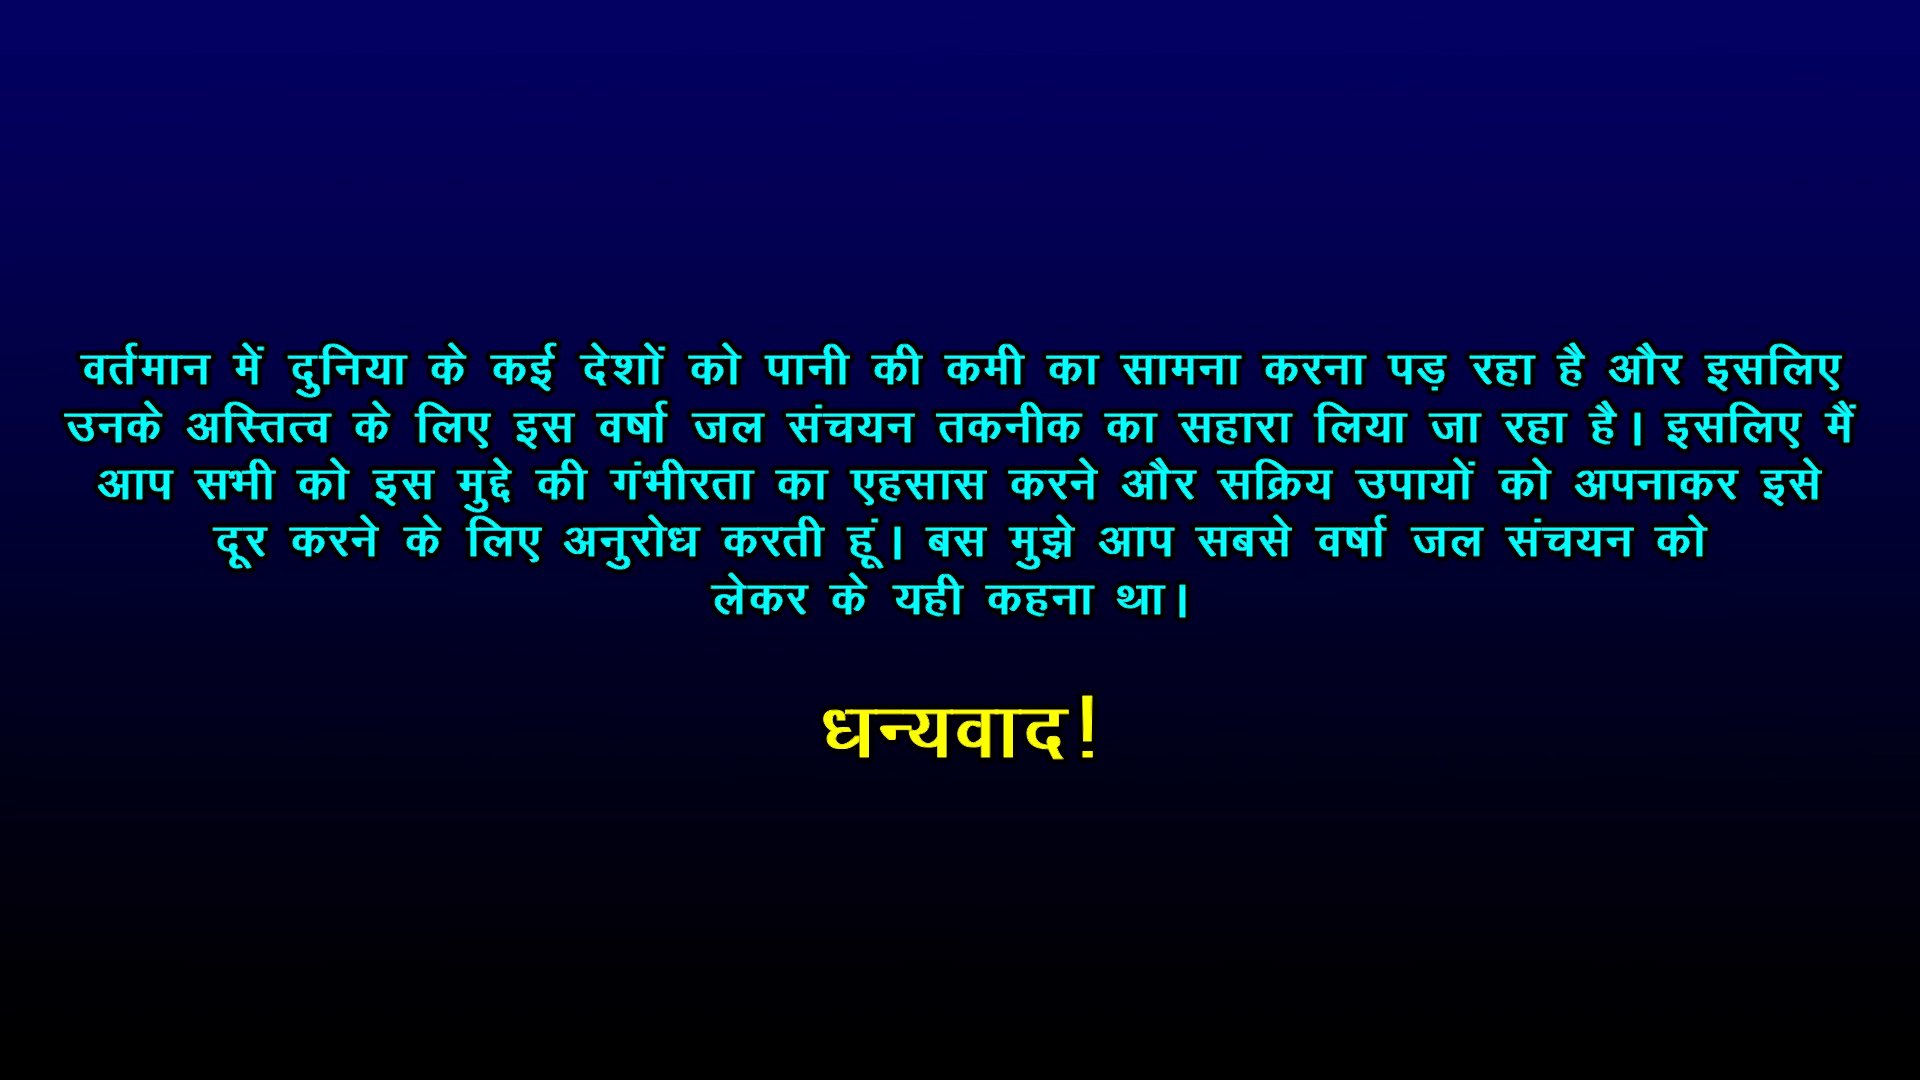 वर्तमान में दुनिया के कई देशों को पानी की कमी का सामना करना पड़ रहा है और इसलिए
उनके अस्तित्व के लिए इस वर्षा जल संचयन तकनीक का सहारा लिया जा रहा है। इसलिए मैं
आप सभी को इस मुद्दे की गंभीरता का एहसास करने और सक्रिय उपायों को अपनाकर इसे
दूर करने के लिए अनुरोध करती हूं। बस मुझे आप सबसे वर्षा जल संचयन को
लेकर के यही कहना था।
धन्यवाद!